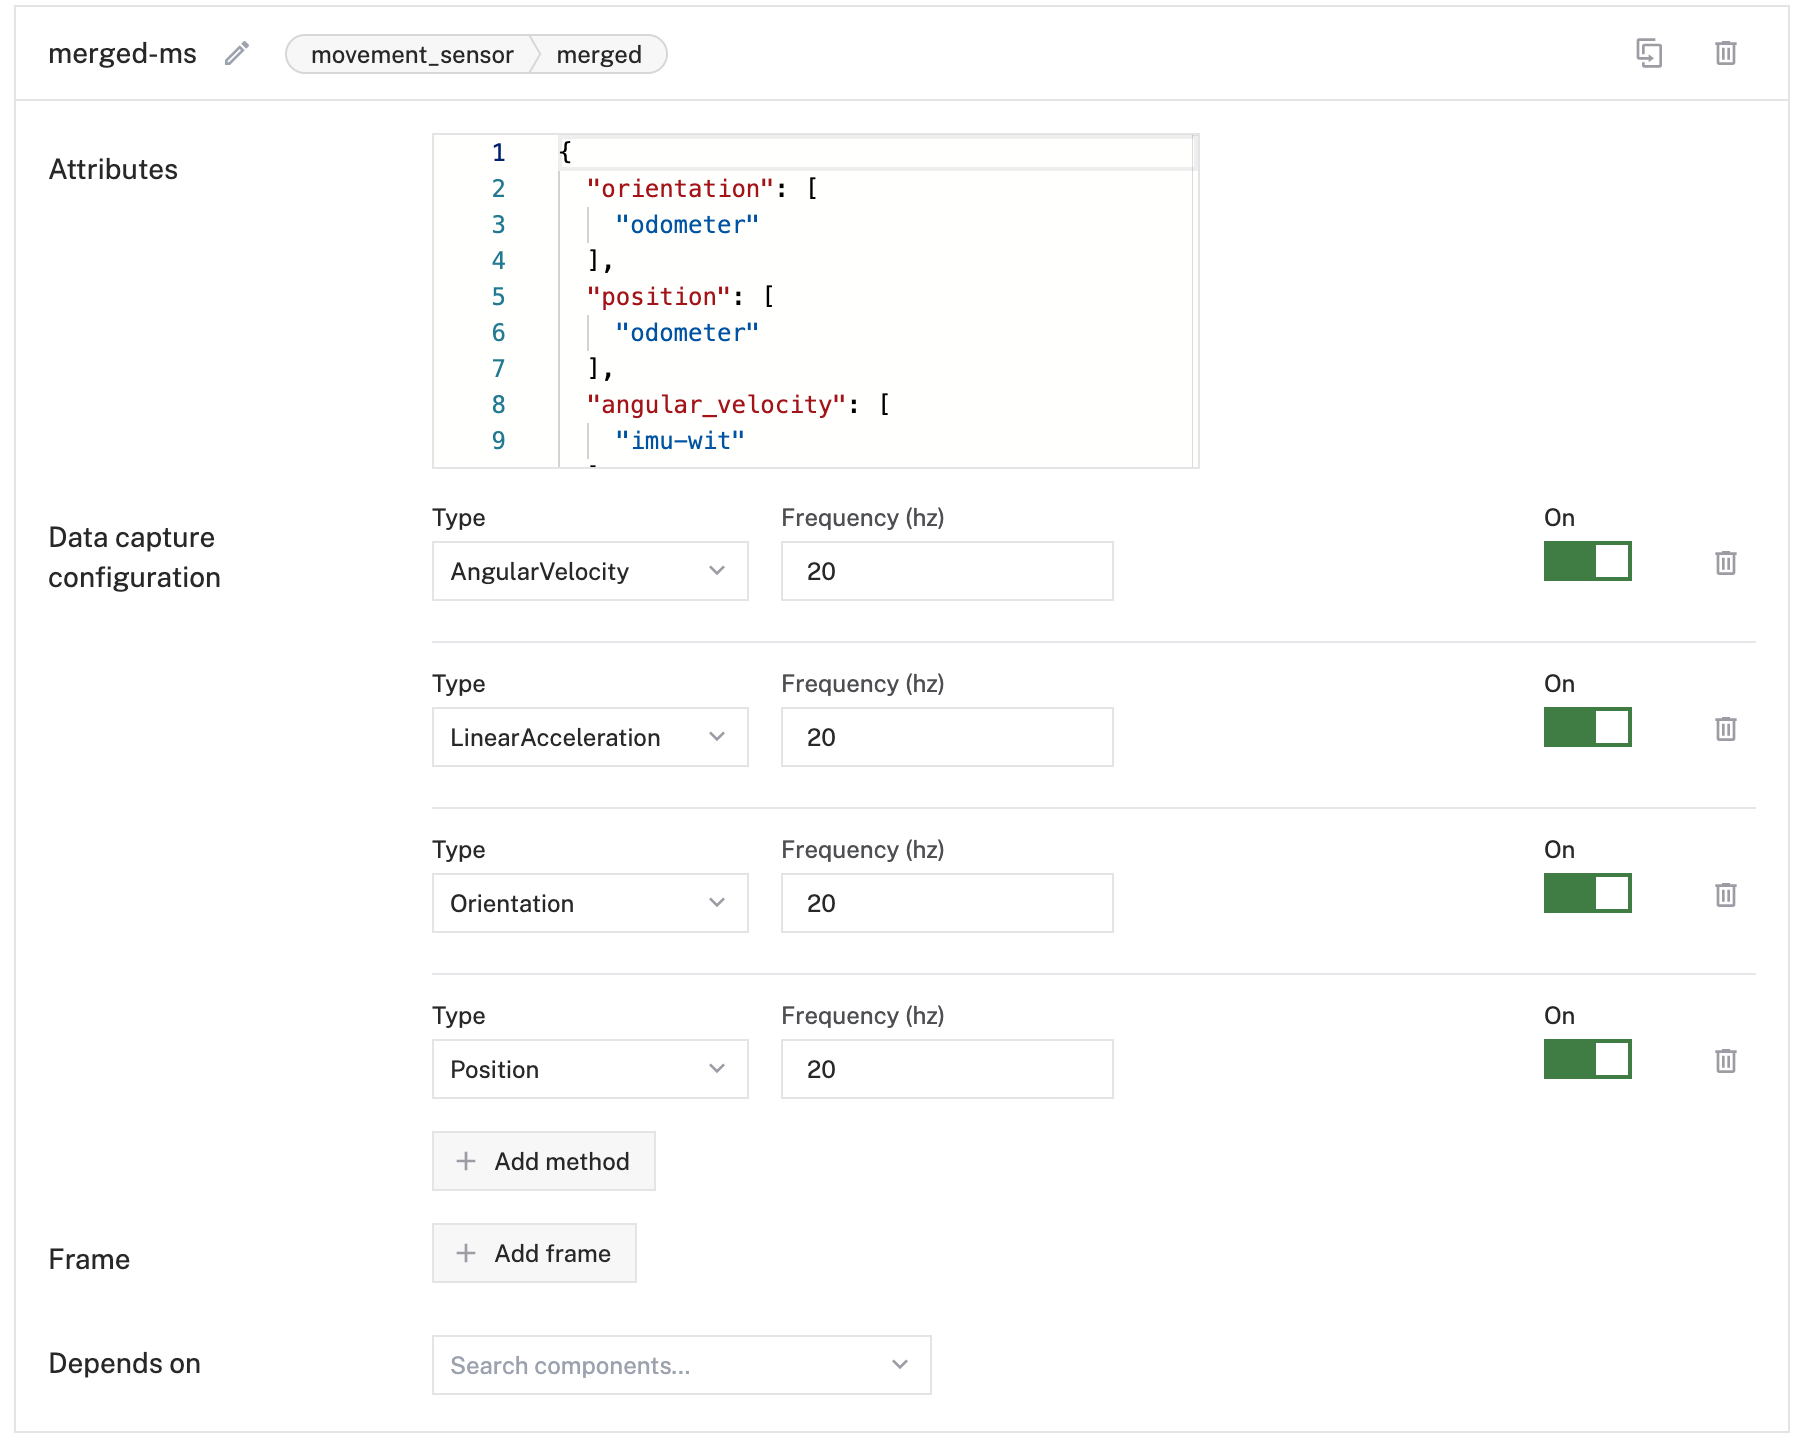 merged-ms movement_sensor merged
Attributes
1 {
2 "orientation": [
3 "odometer"
4 ],
5 "position": [
6 "odometer"
7 ],
8 "angular_velocity": [
9 "imu-wit"
Data capture
configuration
Type Frequency (hz) On
AngularVelocity 20
Type Frequency (hz) On
LinearAcceleration 20
Type Frequency (hz) On
Orientation 20
Type Frequency (hz) On
Position 20
+ Add method
Frame + Add frame
Depends on Search components...